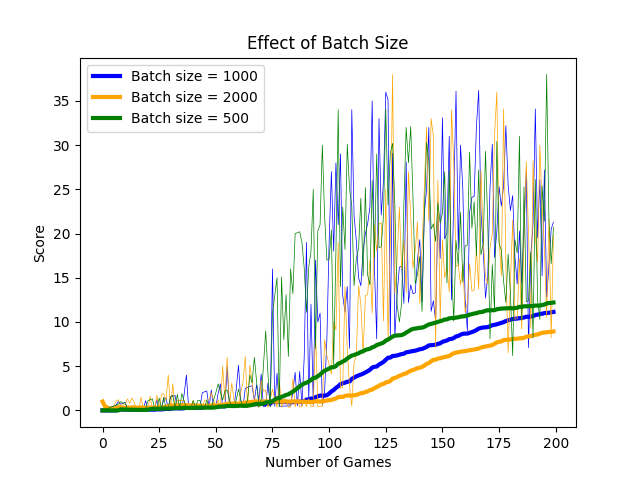 Effect of Batch Size
Batch size = 1000
Batch size = 2000
Batch size = 500
Score
35
30
25
20
15
10
5
0
0 25 50 75 100 125 150 175 200
Number of Games